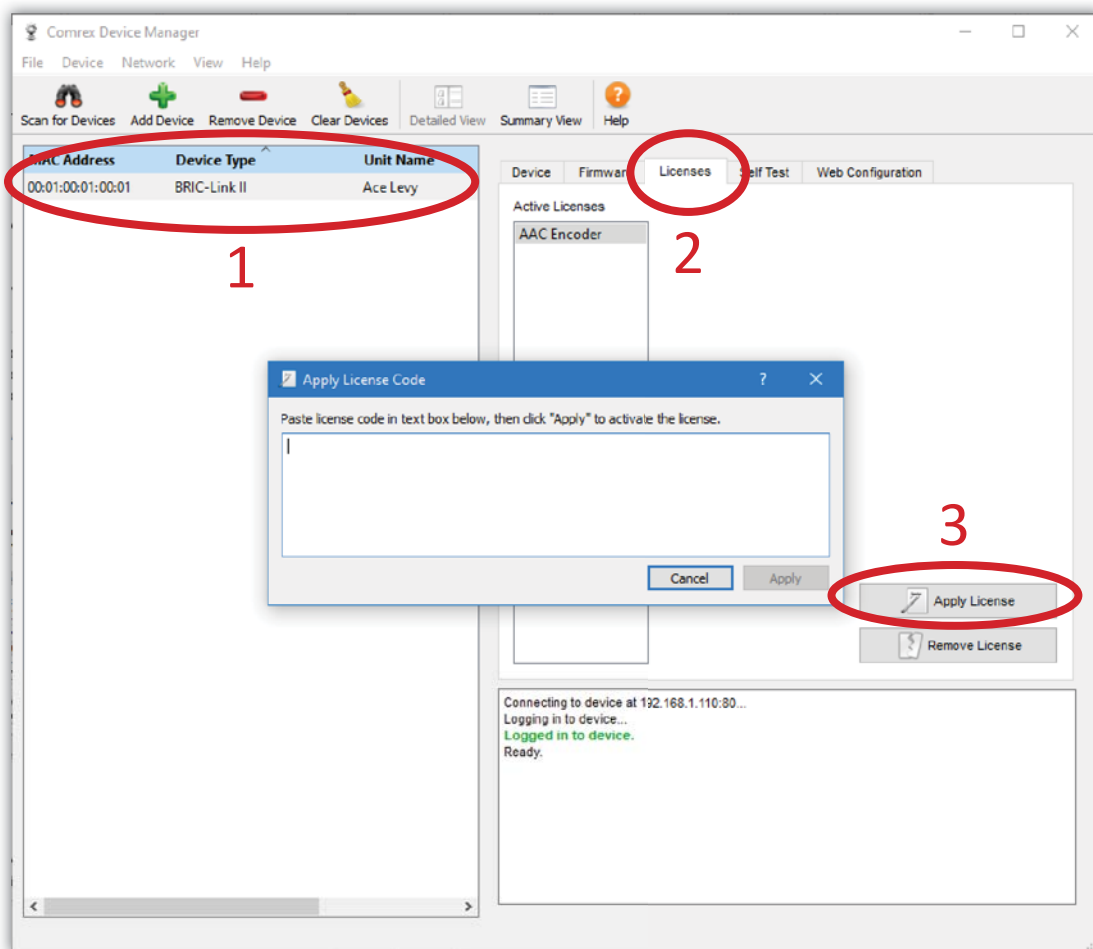 Comrex Device Manager
File Device Network View Help
Scan for Devices Add Device Remove Device Clear Devices Detailed View Summary View Help
MAC Address Device Type Unit Name
00:01:00:01:00:01 BRIC-Link II Ace Levy
1
Device Firmware Licenses Self Test Web Configuration
Active Licenses
AAC Encoder
2
Apply License Code
?
Paste license code in text box below, then click "Apply" to activate the license.
Cancel Apply
3
Apply License
Remove License
Connecting to device at 192.168.1.110:80...
Logging in to device...
Logged in to device.
Ready.